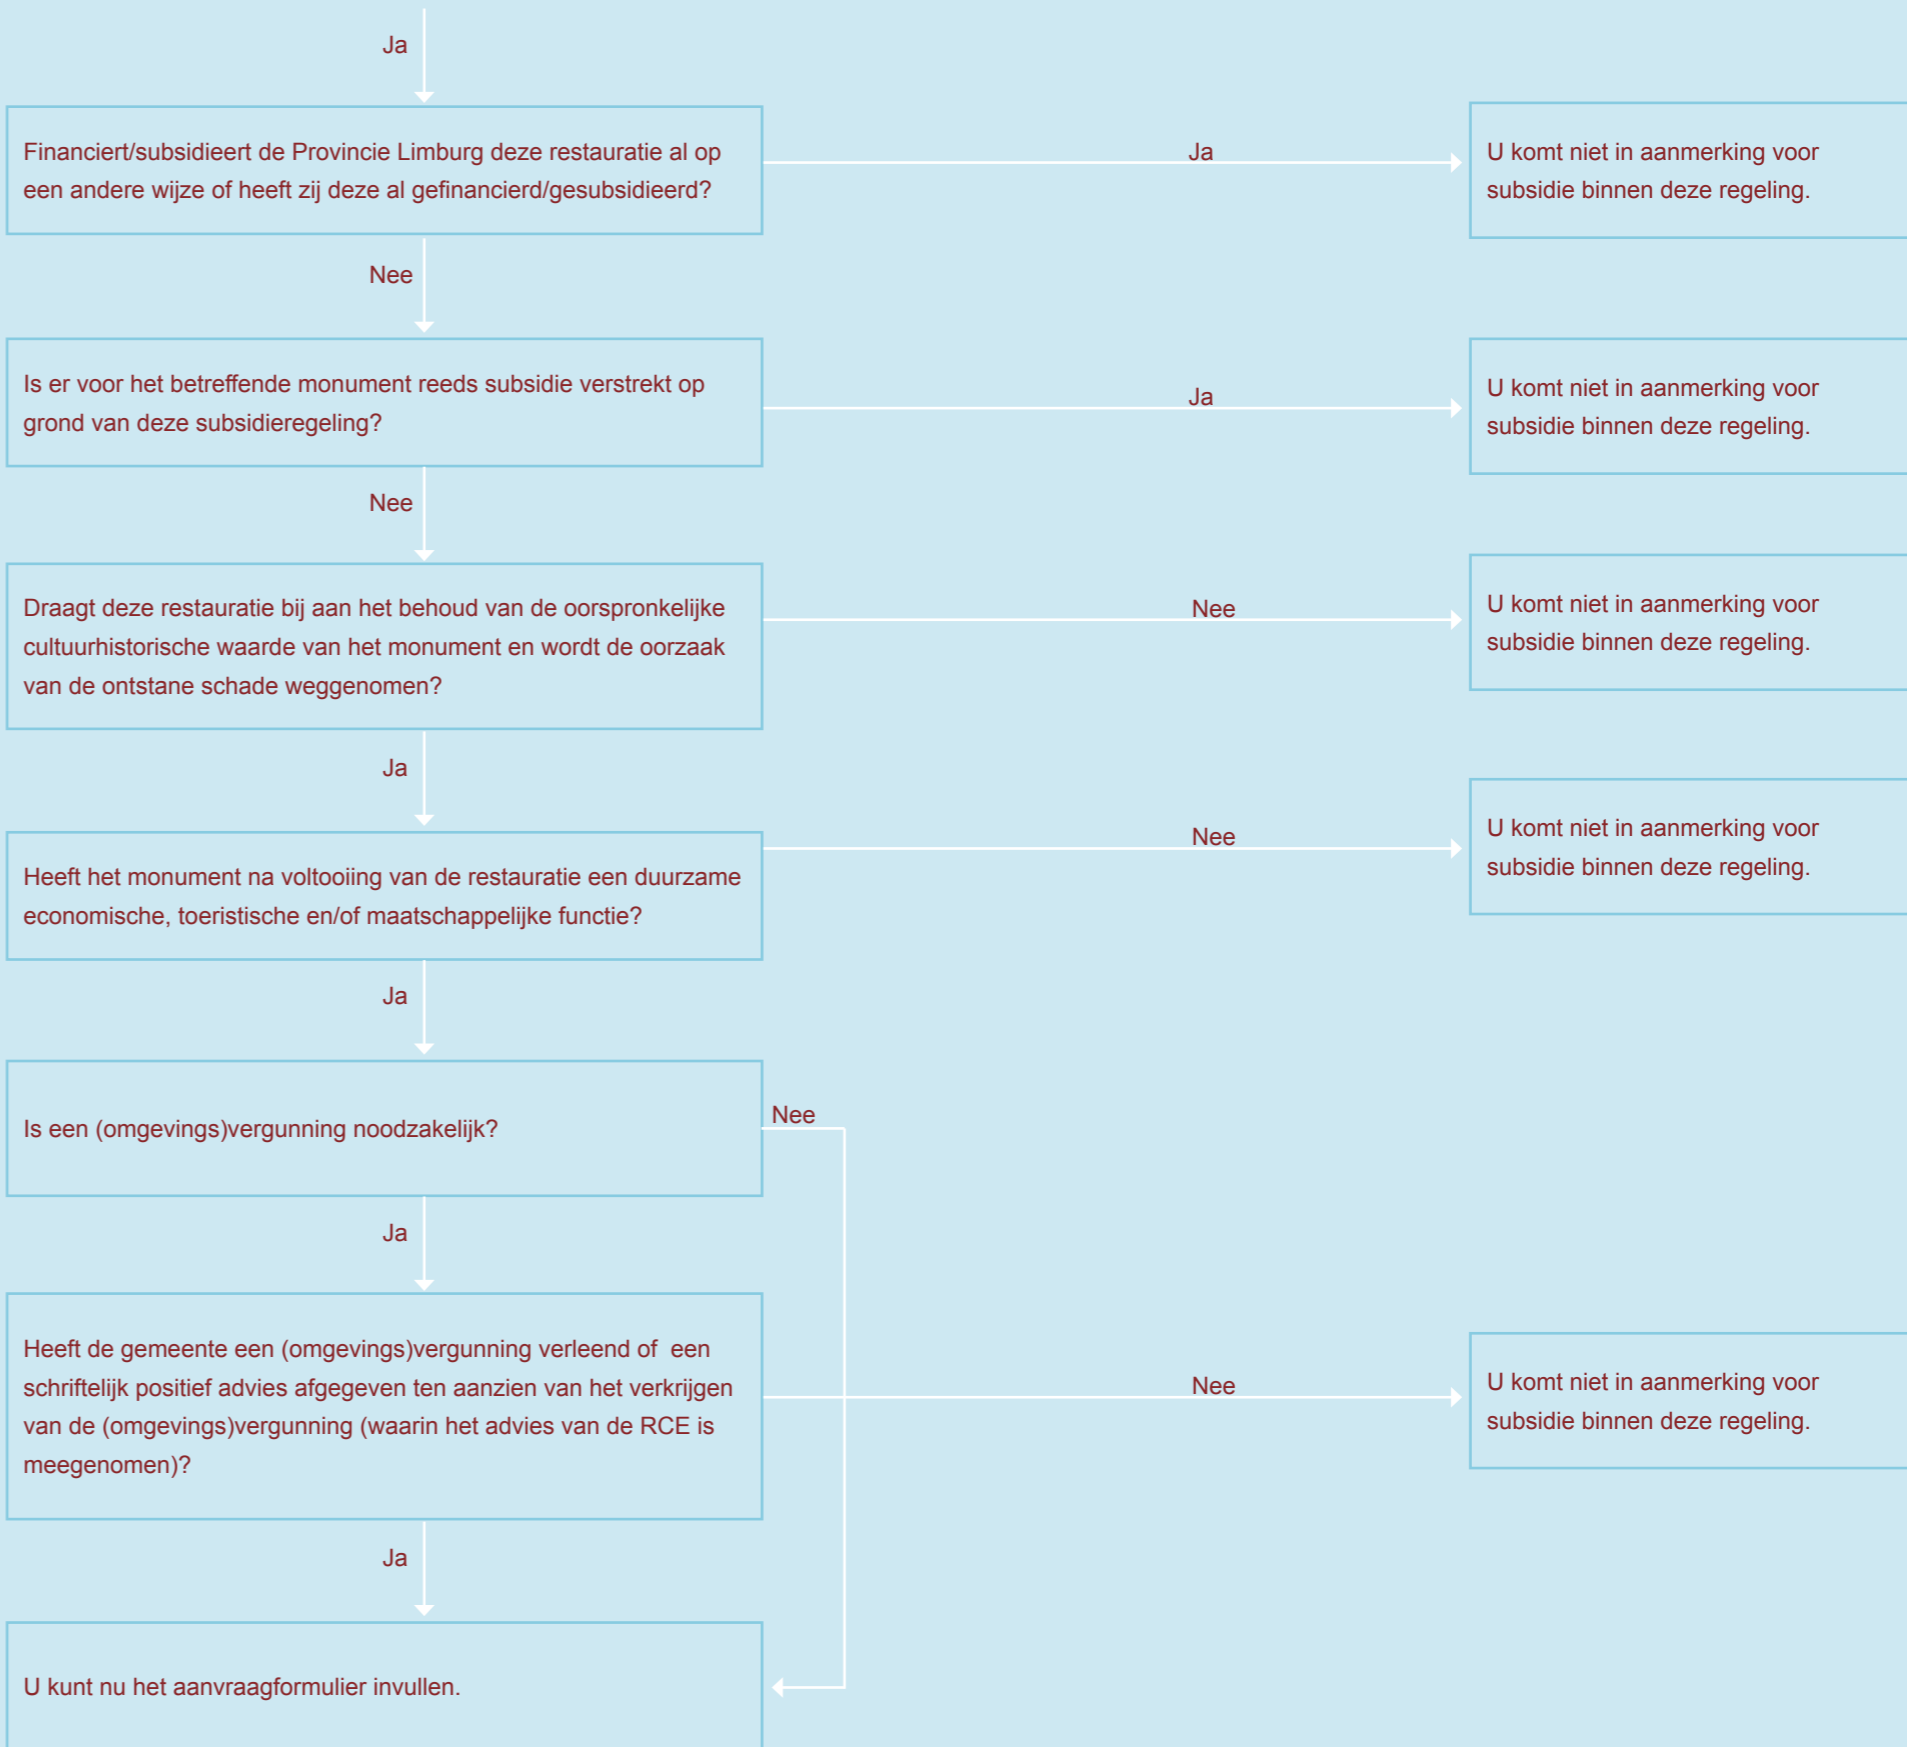 Ja
Financiert/subsidieert de Provincie Limburg deze restauratie al op
een andere wijze of heeft zij deze al gefinancierd/gesubsidieerd?
Ja
U komt niet in aanmerking voor
subsidie binnen deze regeling.
Nee
Is er voor het betreffende monument reeds subsidie verstrekt op
grond van deze subsidieregeling?
Ja
U komt niet in aanmerking voor
subsidie binnen deze regeling.
Nee
Draagt deze restauratie bij aan het behoud van de oorspronkelijke
cultuurhistorische waarde van het monument en wordt de oorzaak
van de ontstane schade weggenomen?
Nee
U komt niet in aanmerking voor
subsidie binnen deze regeling.
Ja
Heeft het monument na voltooiing van de restauratie een duurzame
economische, toeristische en/of maatschappelijke functie?
Nee
U komt niet in aanmerking voor
subsidie binnen deze regeling.
Ja
Is een (omgevings)vergunning noodzakelijk?
Nee
Ja
Heeft de gemeente een (omgevings)vergunning verleend of  een
schriftelijk positief advies afgegeven ten aanzien van het verkrijgen
van de (omgevings)vergunning (waarin het advies van de RCE is
meegenomen)?
Nee
U komt niet in aanmerking voor
subsidie binnen deze regeling.
Ja
U kunt nu het aanvraagformulier invullen.